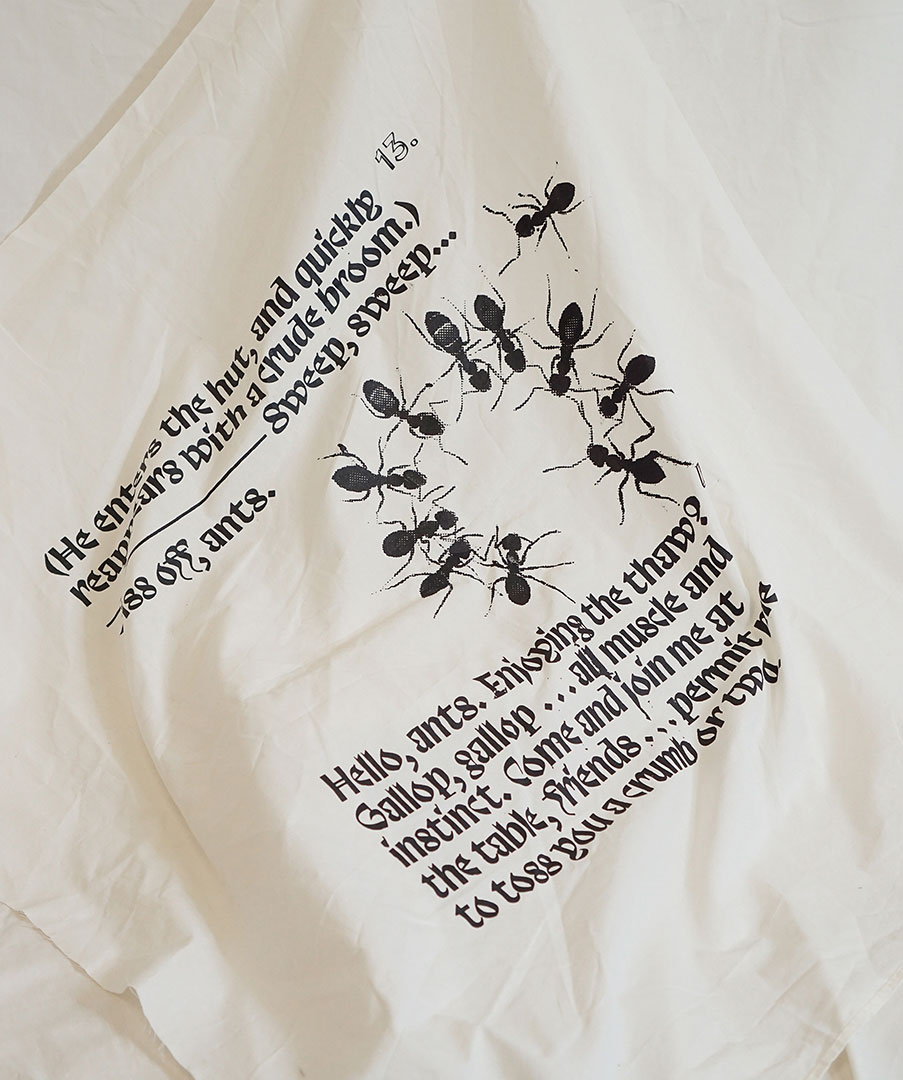 13.
(He enters the hut, and quickly
reappears with a crude broom.)
— Sweep, sweep...
off, ants.
Hello, ants. Enjoying the thaw?
Gallop, gallop .... all muscle and
instinct. Come and join me at
the table, friends ... permit me
to toss you a crumb or two.